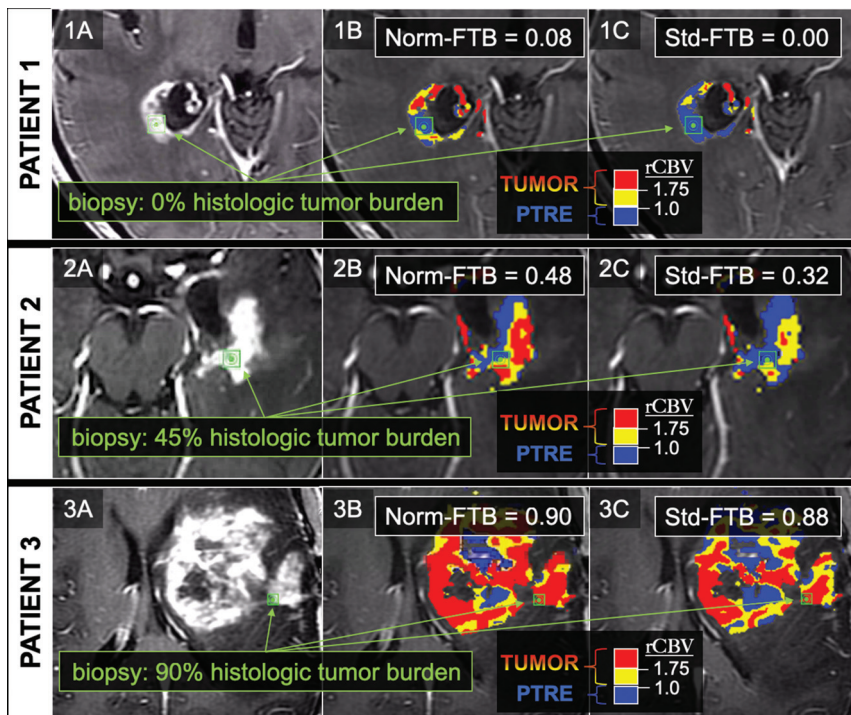 PATIENT 1
1A
1B
Norm-FTB = 0.08
1C
Std-FTB = 0.00
biopsy: 0% histologic tumor burden
TUMOR
PTRE
rCBV
1.75
1.0
PATIENT 2
2A
2B
Norm-FTB = 0.48
2C
Std-FTB = 0.32
biopsy: 45% histologic tumor burden
TUMOR
PTRE
rCBV
1.75
1.0
PATIENT 3
3A
3B
Norm-FTB = 0.90
3C
Std-FTB = 0.88
biopsy: 90% histologic tumor burden
TUMOR
PTRE
rCBV
1.75
1.0